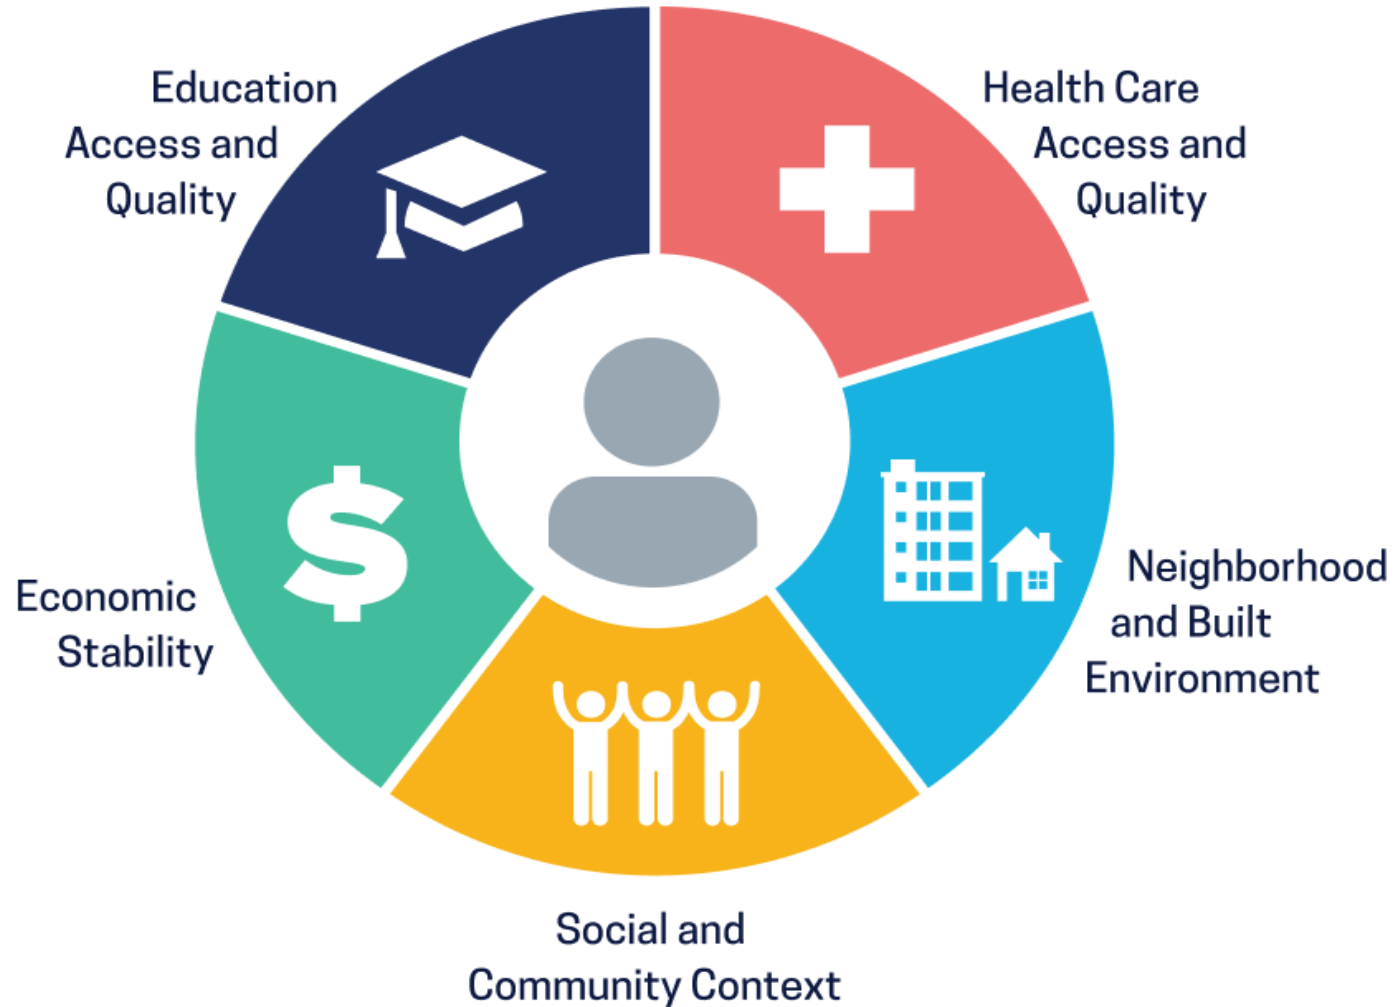 Education
Access and
Quality
Health Care
Access and
Quality
Economic
Stability
Neighborhood
and Built
Environment
Social and
Community Context